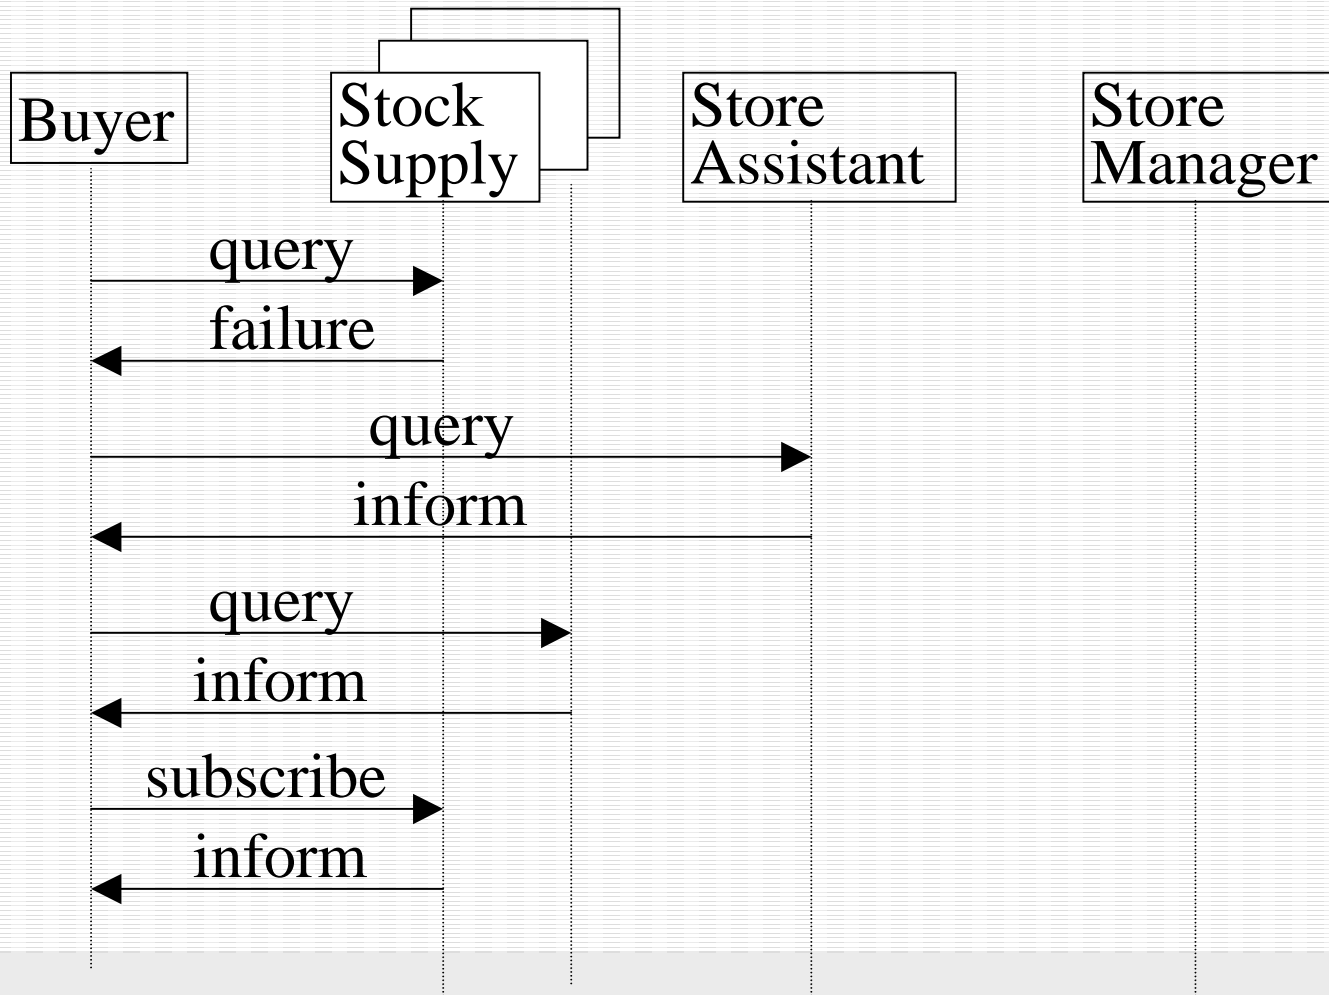 Buyer
Stock
Supply
Store
Assistant
Store
Manager
query
failure
query
inform
query
inform
subscribe
inform